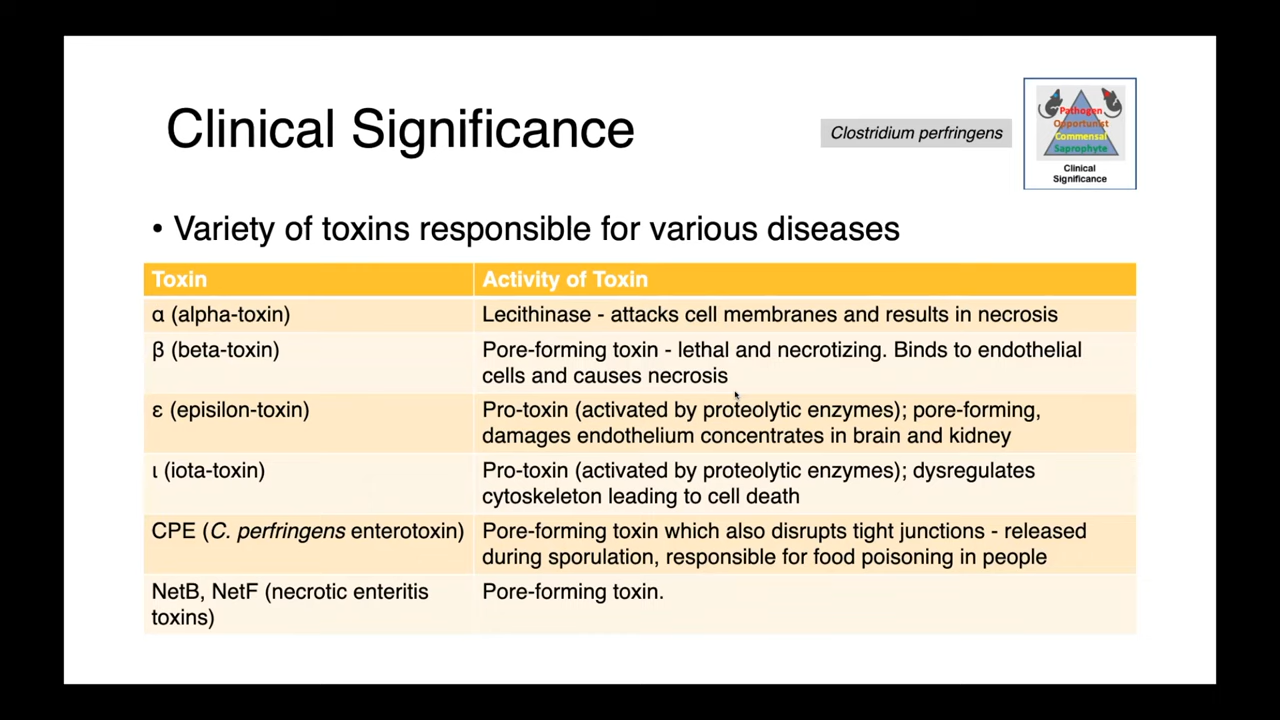 Clinical Significance
Clostridium perfringens
Pathogen
Opportunist
Commensal
Saprophyte
Clinical
Significance
• Variety of toxins responsible for various diseases
Toxin
Activity of Toxin
α (alpha-toxin)
Lecithinase - attacks cell membranes and results in necrosis
β (beta-toxin)
Pore-forming toxin - lethal and necrotizing. Binds to endothelial
cells and causes necrosis
ε (episilon-toxin)
Pro-toxin (activated by proteolytic enzymes); pore-forming,
damages endothelium concentrates in brain and kidney
ι (iota-toxin)
Pro-toxin (activated by proteolytic enzymes); dysregulates
cytoskeleton leading to cell death
CPE (C. perfringens enterotoxin)
Pore-forming toxin which also disrupts tight junctions - released
during sporulation, responsible for food poisoning in people
NetB, NetF (necrotic enteritis
toxins)
Pore-forming toxin.